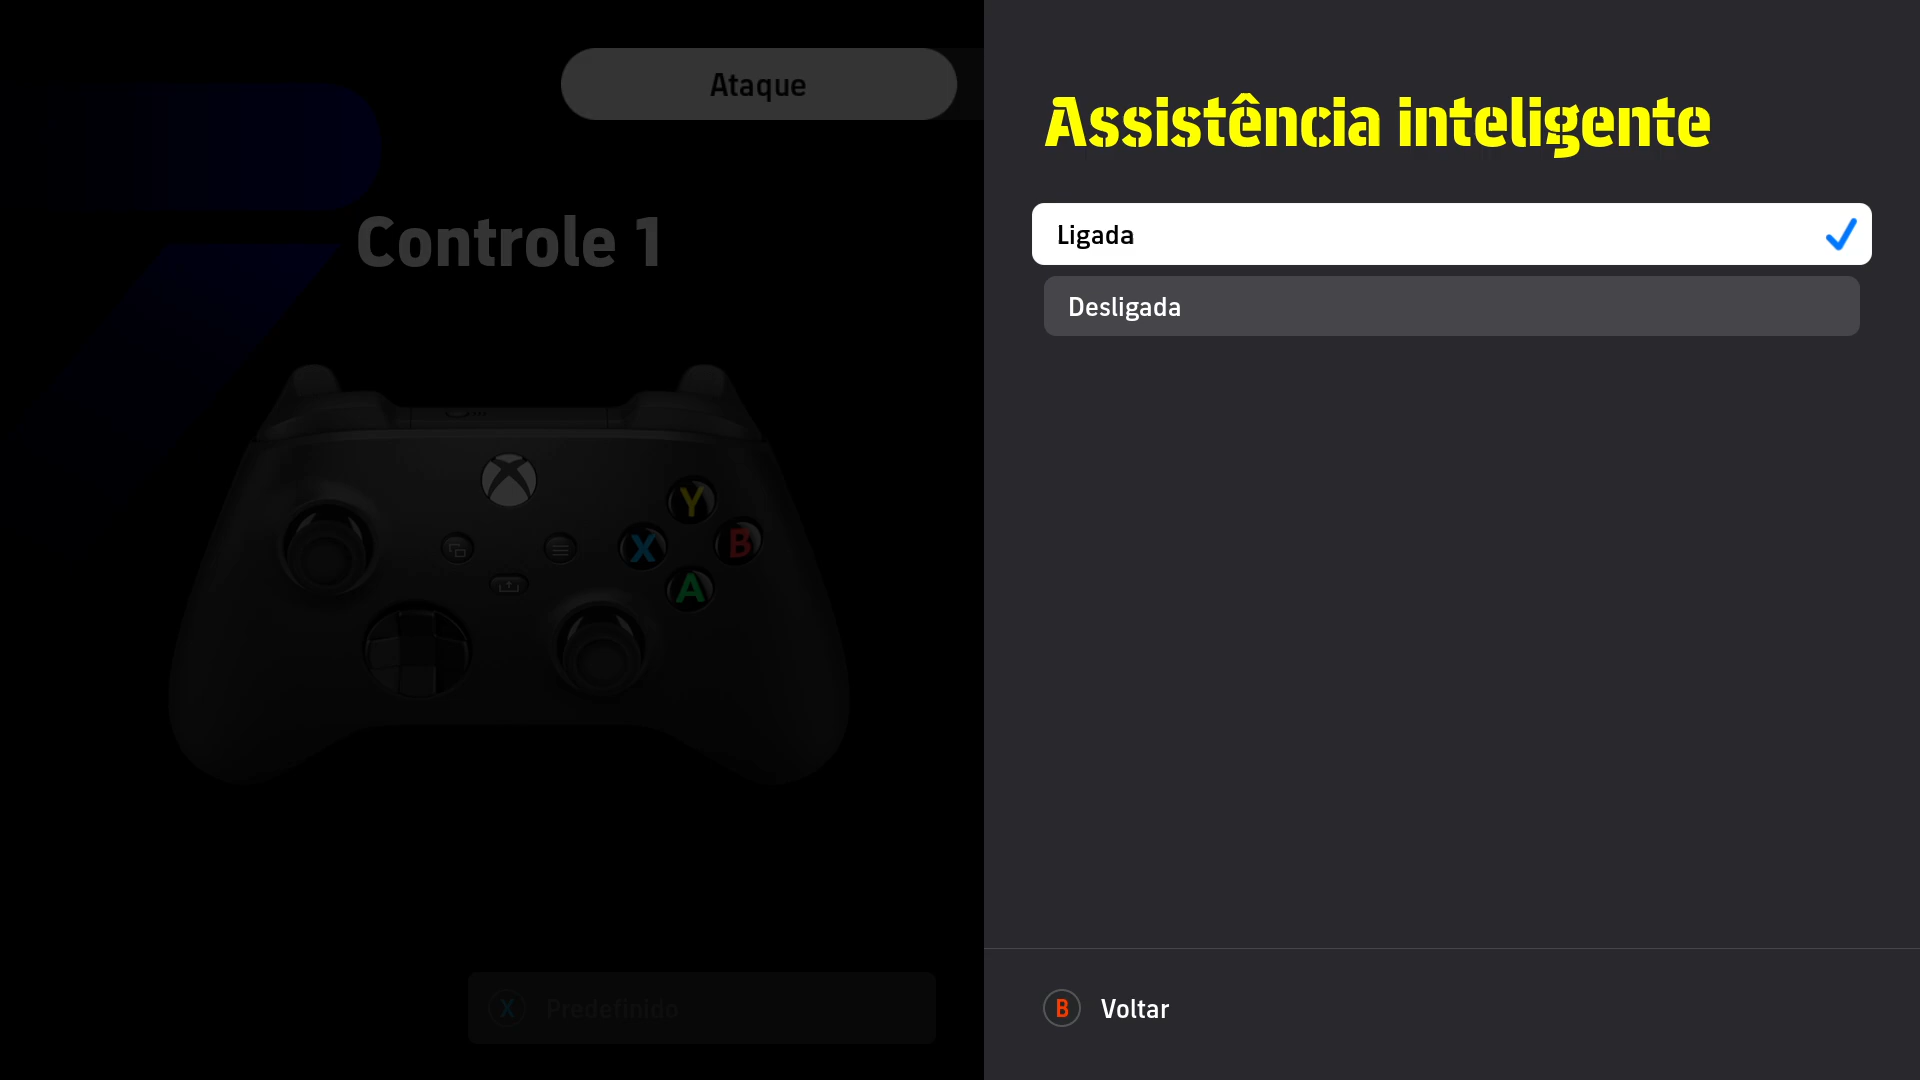 Ataque
Controle 1
Y
X
B
A
X Predefinido
Assistência inteligente
Ligada
Desligada
B Voltar